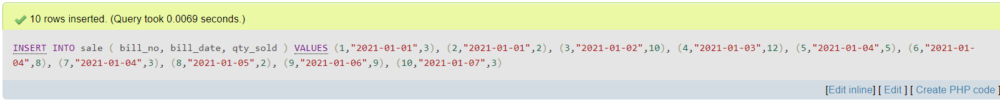 10 rows inserted. (Query took 0.0069 seconds.)
INSERT INTO sale ( bill_no, bill_date, qty_sold ) VALUES (1,"2021-01-01",3), (2,"2021-01-01",2), (3,"2021-01-02",10), (4,"2021-01-03",12), (5,"2021-01-04",5), (6,"2021-01-
04",8), (7,"2021-01-04",3), (8,"2021-01-05",2), (9,"2021-01-06",9), (10,"2021-01-07",3)
[Edit inline] [ Edit ] [ Create PHP code ]